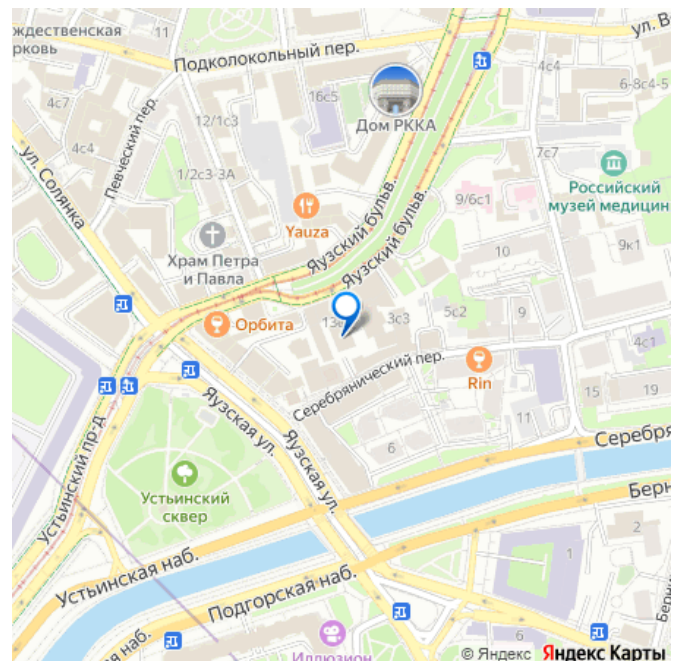 ждественская
рковь
11
Подколокольный пер.
ул. В
4с7
Певческий пер.
12/1с3
16с5
Дом РККА
4с4
6-8с4-5
4с4
ул. Солянка
1/2с3-3А
7с7
Российский
музей медицин
Yauza
9/6с1
Яузский бульв.
Яузский бульв.
Храм Петра
и Павла
10
9к1
Орбита
3с3
5с2
9
4с1
Серебрянический пер.
Rin
15
19
11
6
Яузская ул.
Яузская ул.
Серебря
Устьинский пр-д
Устьинский
сквер
Берн
2
1
Устьинская наб.
Подгорская наб.
Берни
наб.
Иллюзион
6
© Яндекс Яндекс Карты